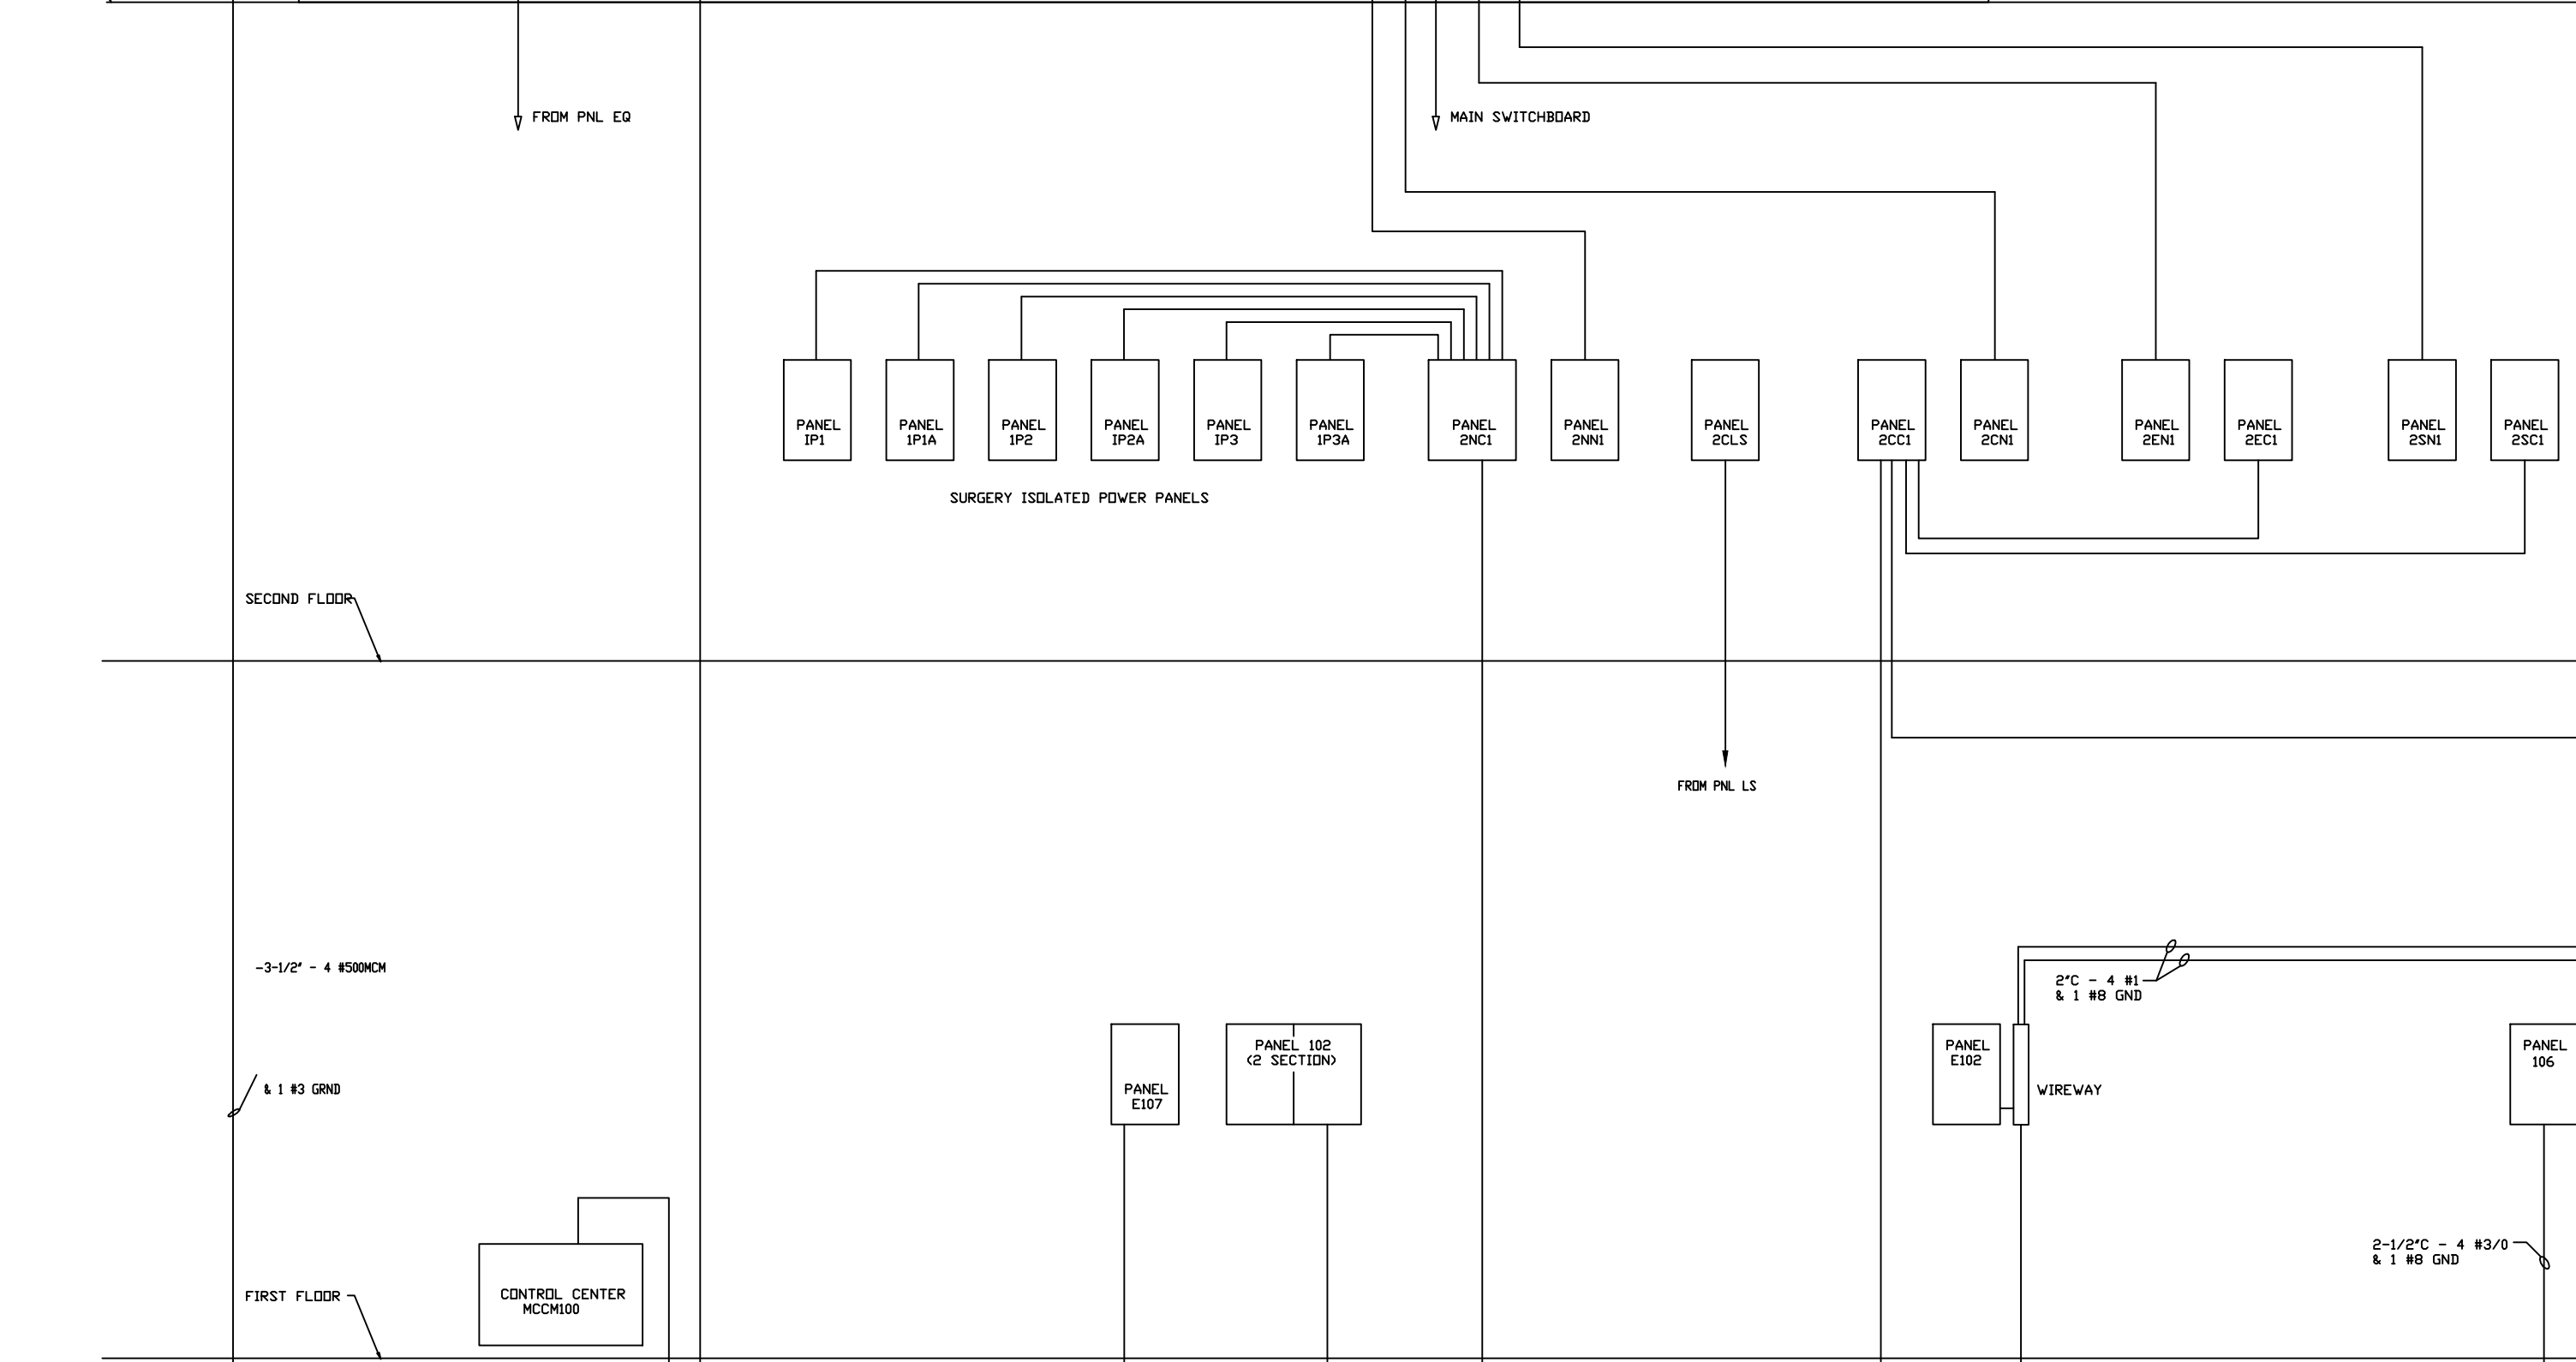 FROM PNL EQ
MAIN SWITCHBOARD
PANEL
IP1
PANEL
1P1A
PANEL
1P2
PANEL
IP2A
PANEL
IP3
PANEL
1P3A
PANEL
2NC1
PANEL
2NN1
PANEL
2CLS
PANEL
2CC1
PANEL
2CN1
PANEL
2EN1
PANEL
2EC1
PANEL
2SN1
PANEL
2SC1
SURGERY ISOLATED POWER PANELS
SECOND FLOOR
FROM PNL LS
-3-1/2" - 4 #500MCM
2"C - 4 #1
& 1 #8 GND
PANEL 102
(2 SECTION)
PANEL
E102
PANEL
106
& 1 #3 GRND
PANEL
E107
WIREWAY
2-1/2"C - 4 #3/0
& 1 #8 GND
CONTROL CENTER
MCCM100
FIRST FLOOR